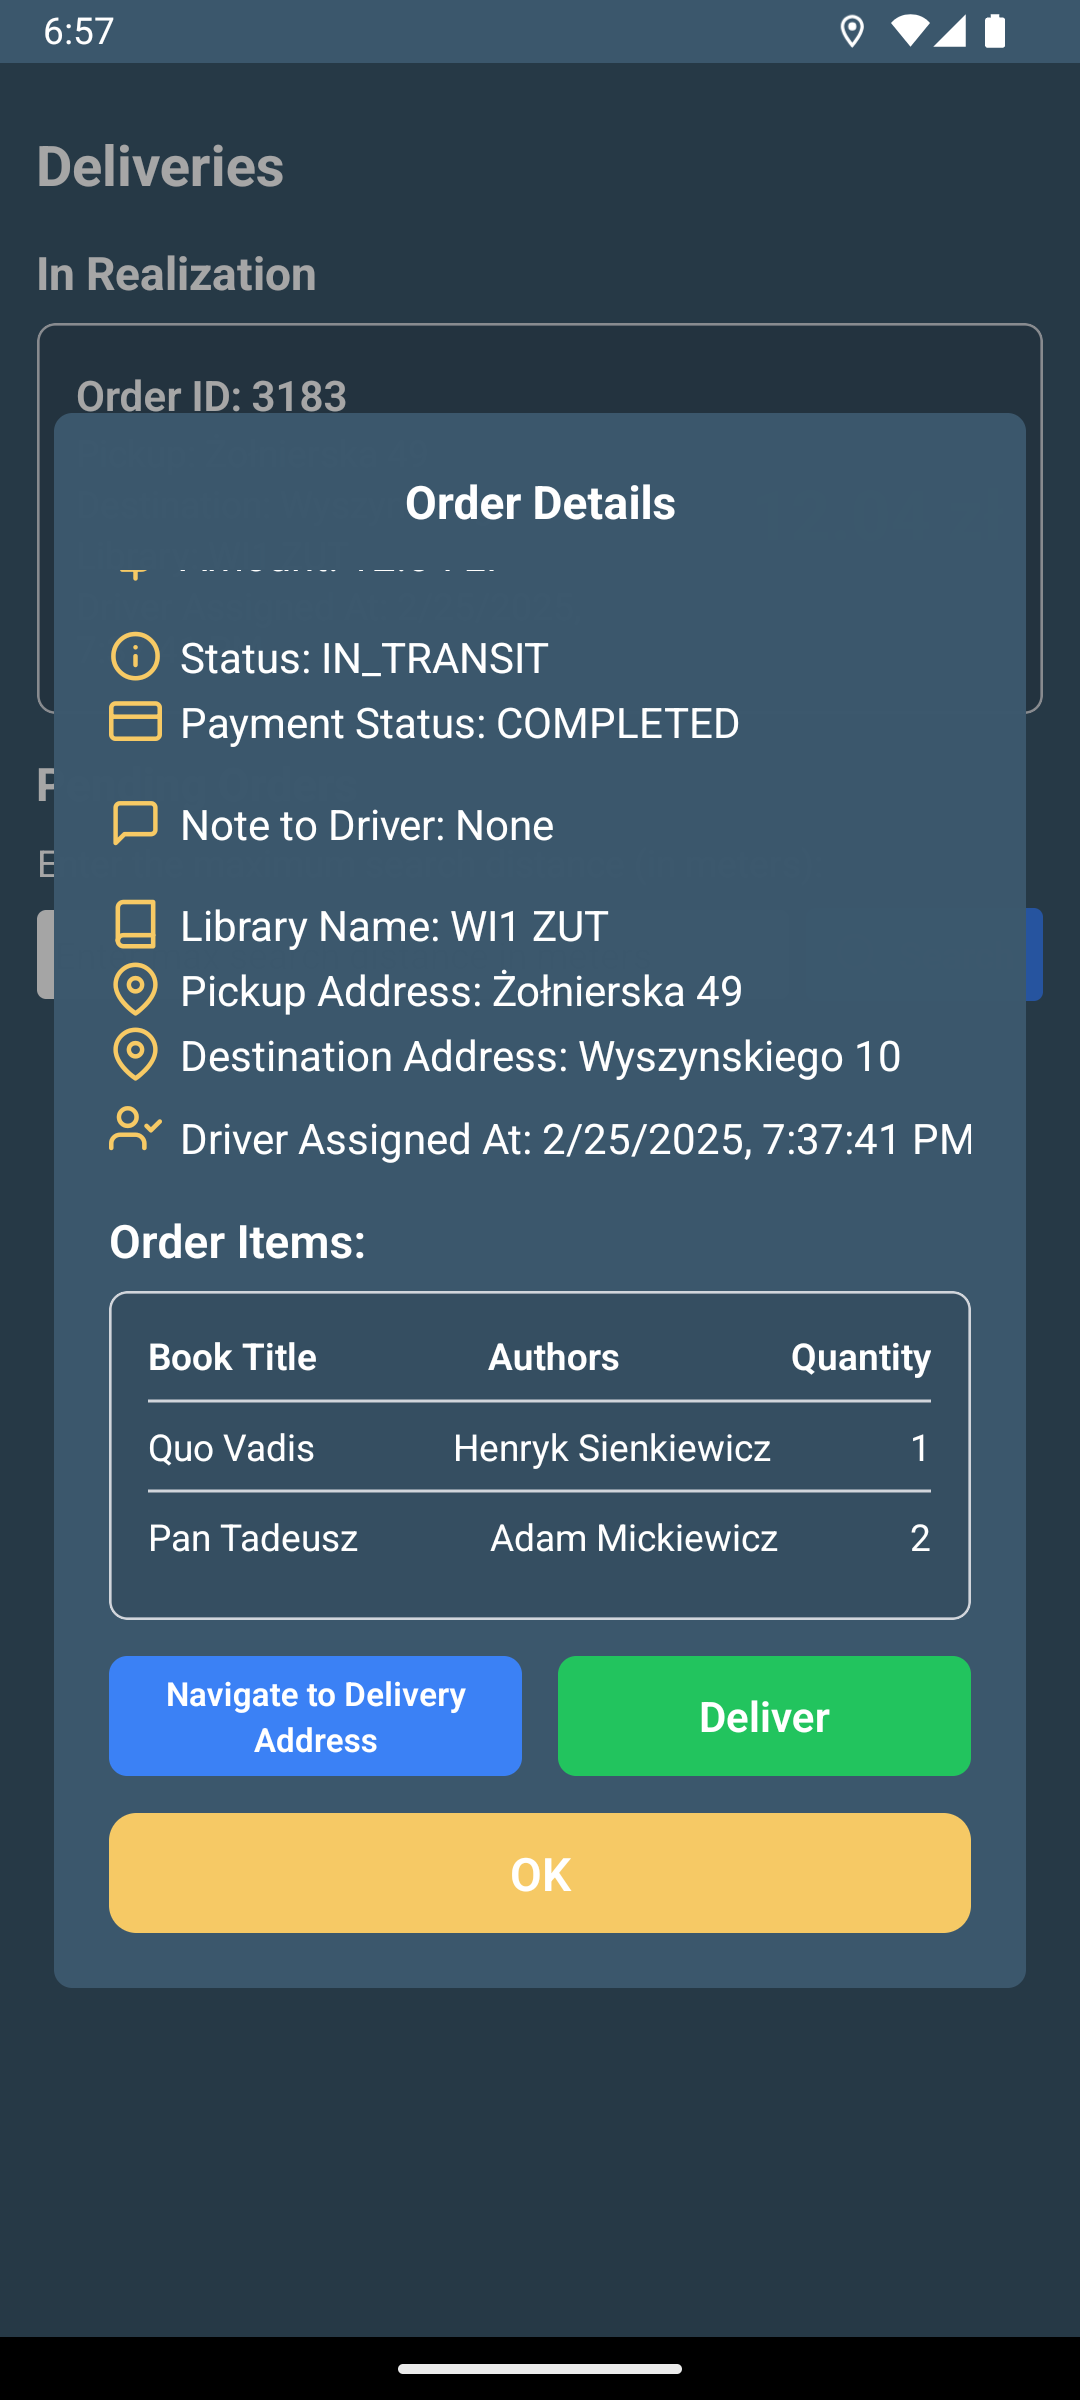 6:57
Deliveries
In Realization
Order ID: 3183
Order Details
Status: IN_TRANSIT
Payment Status: COMPLETED
Note to Driver: None
Library Name: WI1 ZUT
Pickup Address: Żołnierska 49
Destination Address: Wyszynskiego 10
Driver Assigned At: 2/25/2025, 7:37:41 PM
Order Items:
Book Title Authors Quantity
Quo Vadis Henryk Sienkiewicz 1
Pan Tadeusz Adam Mickiewicz 2
Navigate to Delivery
Address
Deliver
OK